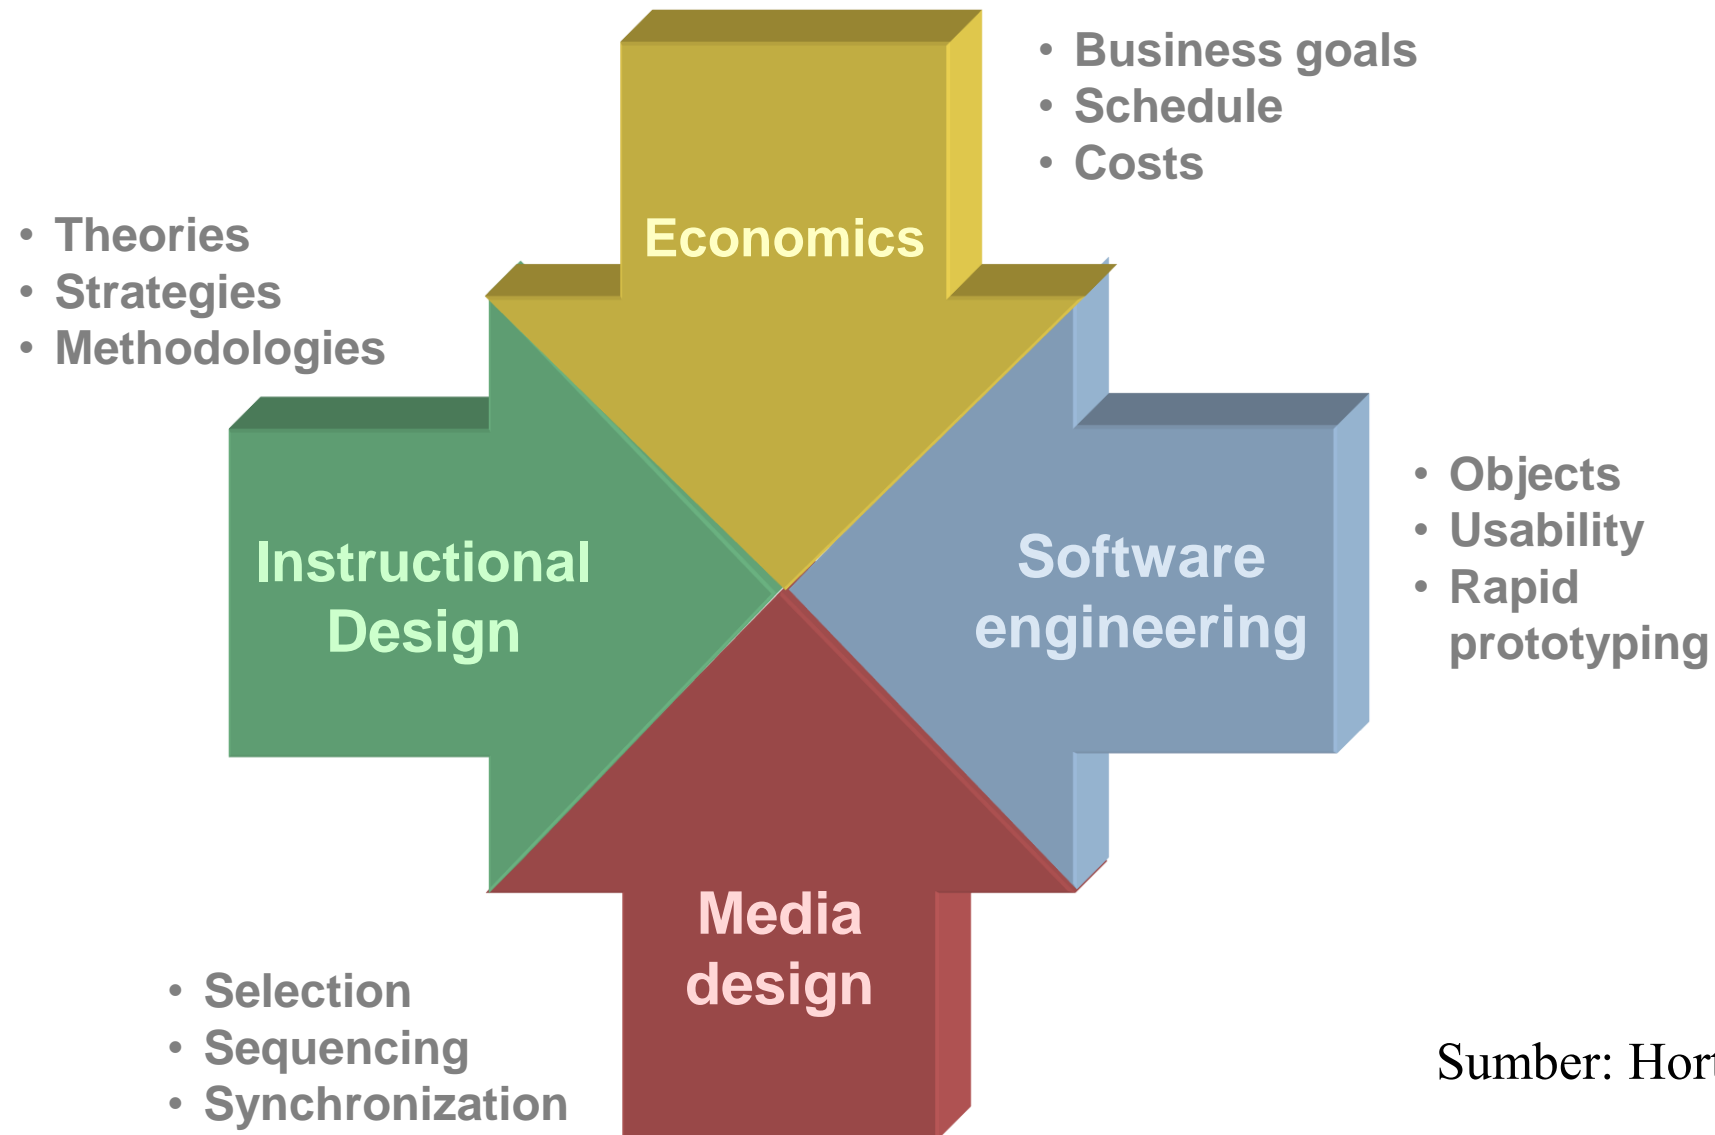 • Business goals
• Schedule
• Costs
Economics
• Theories
• Strategies
• Methodologies
Instructional
Design
Software
engineering
• Objects
• Usability
• Rapid
prototyping
Media
design
• Selection
• Sequencing
• Synchronization
Sumber: